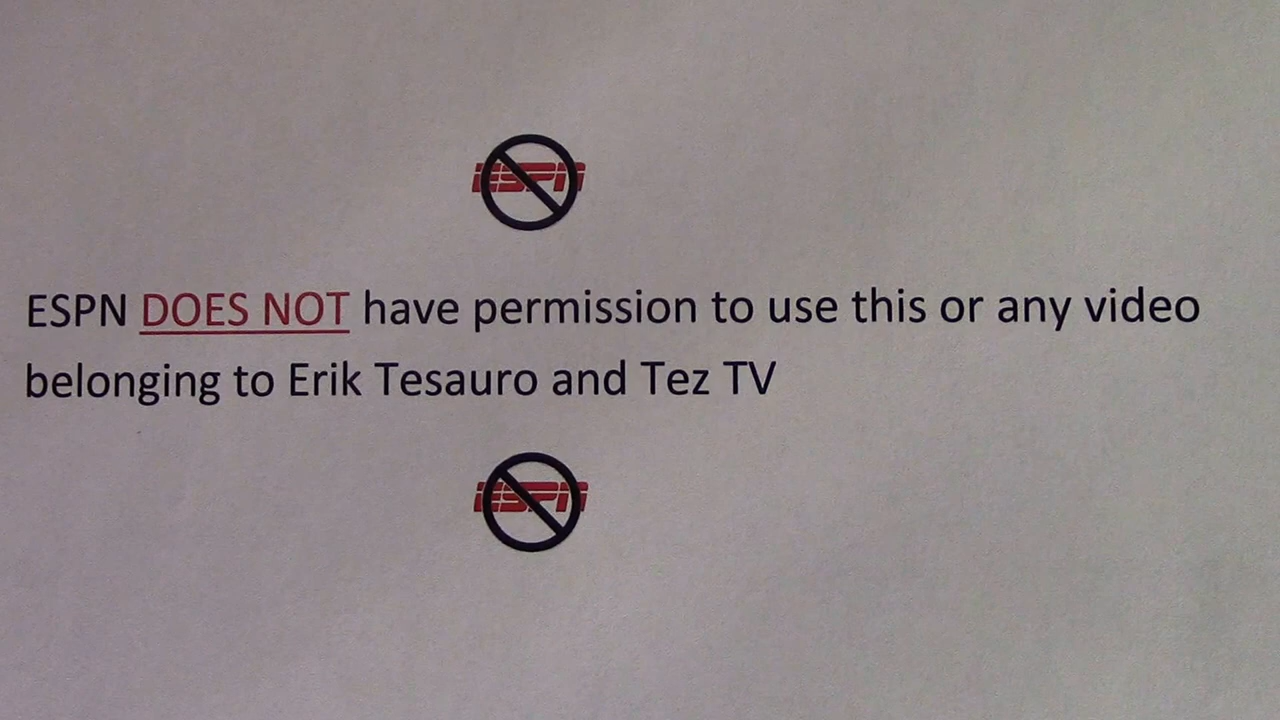 ESPN
ESPN DOES NOT have permission to use this or any video
belonging to Erik Tesauro and Tez TV
ESPN